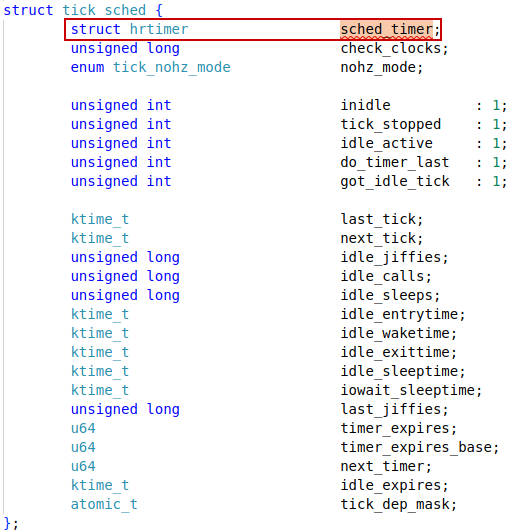 struct tick_sched {
struct hrtimer sched_timer;
unsigned long check_clocks;
enum tick_nohz_mode nohz_mode;
unsigned int inidle : 1;
unsigned int tick_stopped : 1;
unsigned int idle_active : 1;
unsigned int do_timer_last : 1;
unsigned int got_idle_tick : 1;
ktime_t last_tick;
ktime_t next_tick;
unsigned long idle_jiffies;
unsigned long idle_calls;
unsigned long idle_sleeps;
ktime_t idle_entrytime;
ktime_t idle_waketime;
ktime_t idle_exittime;
ktime_t idle_sleeptime;
ktime_t iowait_sleeptime;
unsigned long last_jiffies;
u64 timer_expires;
u64 timer_expires_base;
u64 next_timer;
ktime_t idle_expires;
atomic_t tick_dep_mask;
};